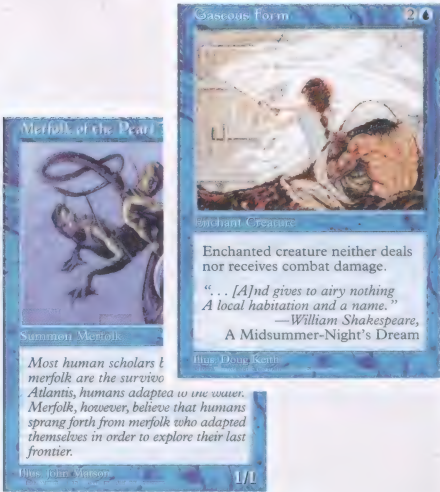 Gaseous Form 2
Enchant Creature
Enchanted creature neither deals
nor receives combat damage.
". . . [A]nd gives to airy nothing
A local habitation and a name."
—William Shakespeare,
A Midsummer-Night's Dream
Illus. Doug Keith
Merfolk of the Pearl
Summon Merfolk
Most human scholars
merfolk are the
Atlantis, humans adapted to the water.
Merfolk, however, believe that humans
sprang forth from merfolk who adapted
themselves in order to explore their last
frontier.
Illus. John Matson
1/1